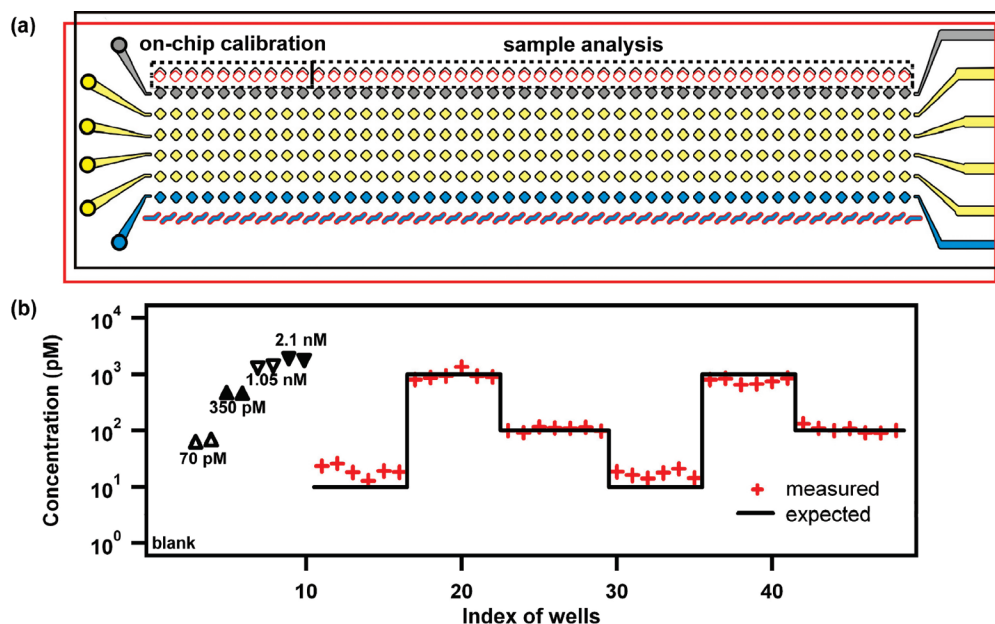 (a)
on-chip calibration
sample analysis
(b)
Concentration (pM)
10⁴
10³
10²
10¹
10⁰
2.1 nM
1.05 nM
350 pM
70 pM
blank
measured
expected
10
20
30
40
Index of wells